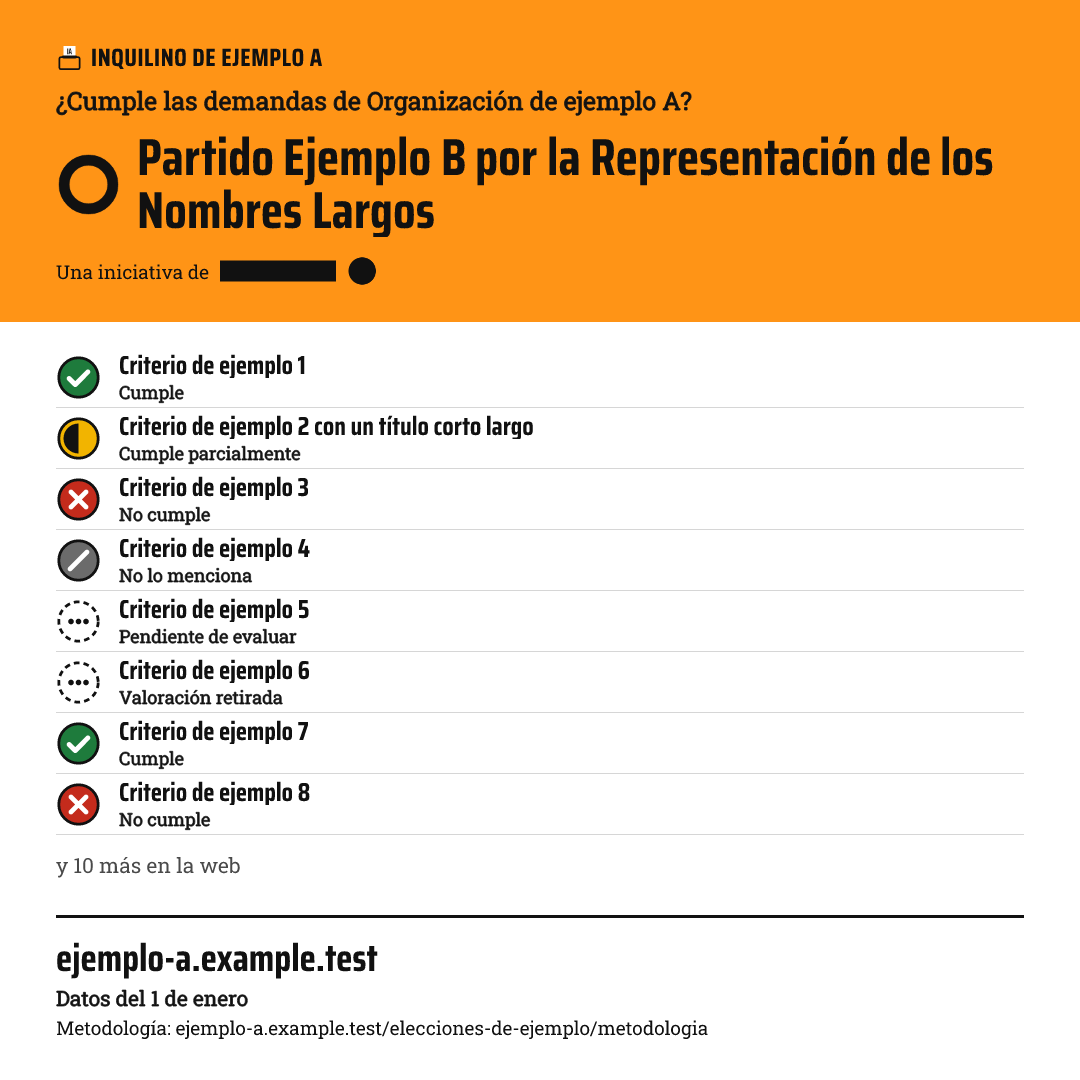 IA
INQUILINO DE EJEMPLO A
¿Cumple las demandas de Organización de ejemplo A?
Partido Ejemplo B por la Representación de los
Nombres Largos
Una iniciativa de
Criterio de ejemplo 1
Cumple
Criterio de ejemplo 2 con un título corto largo
Cumple parcialmente
Criterio de ejemplo 3
No cumple
Criterio de ejemplo 4
No lo menciona
Criterio de ejemplo 5
Pendiente de evaluar
Criterio de ejemplo 6
Valoración retirada
Criterio de ejemplo 7
Cumple
Criterio de ejemplo 8
No cumple
y 10 más en la web
ejemplo-a.example.test
Datos del 1 de enero
Metodología: ejemplo-a.example.test/elecciones-de-ejemplo/metodologia